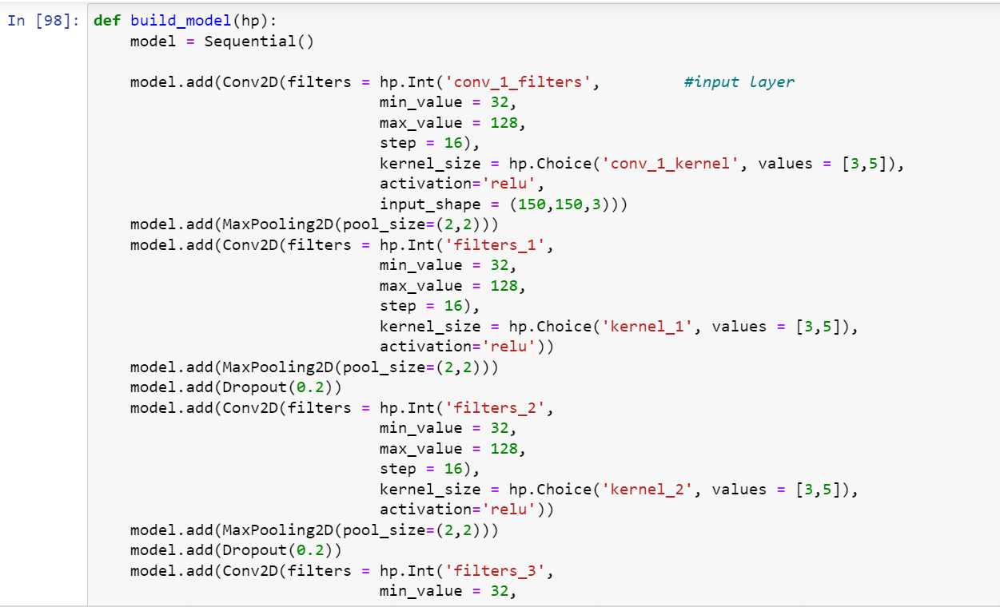 In [98]: def build_model(hp):
    model = Sequential()
    model.add(Conv2D(filters = hp.Int('conv_1_filters',         #input layer
                               min_value = 32,
                               max_value = 128,
                               step = 16),
                               kernel_size = hp.Choice('conv_1_kernel', values = [3,5]),
                               activation='relu',
                               input_shape = (150,150,3)))
    model.add(MaxPooling2D(pool_size=(2,2)))
    model.add(Conv2D(filters = hp.Int('filters_1',
                               min_value = 32,
                               max_value = 128,
                               step = 16),
                               kernel_size = hp.Choice('kernel_1', values = [3,5]),
                               activation='relu'))
    model.add(MaxPooling2D(pool_size=(2,2)))
    model.add(Dropout(0.2))
    model.add(Conv2D(filters = hp.Int('filters_2',
                               min_value = 32,
                               max_value = 128,
                               step = 16),
                               kernel_size = hp.Choice('kernel_2', values = [3,5]),
                               activation='relu'))
    model.add(MaxPooling2D(pool_size=(2,2)))
    model.add(Dropout(0.2))
    model.add(Conv2D(filters = hp.Int('filters_3',
                               min_value = 32,